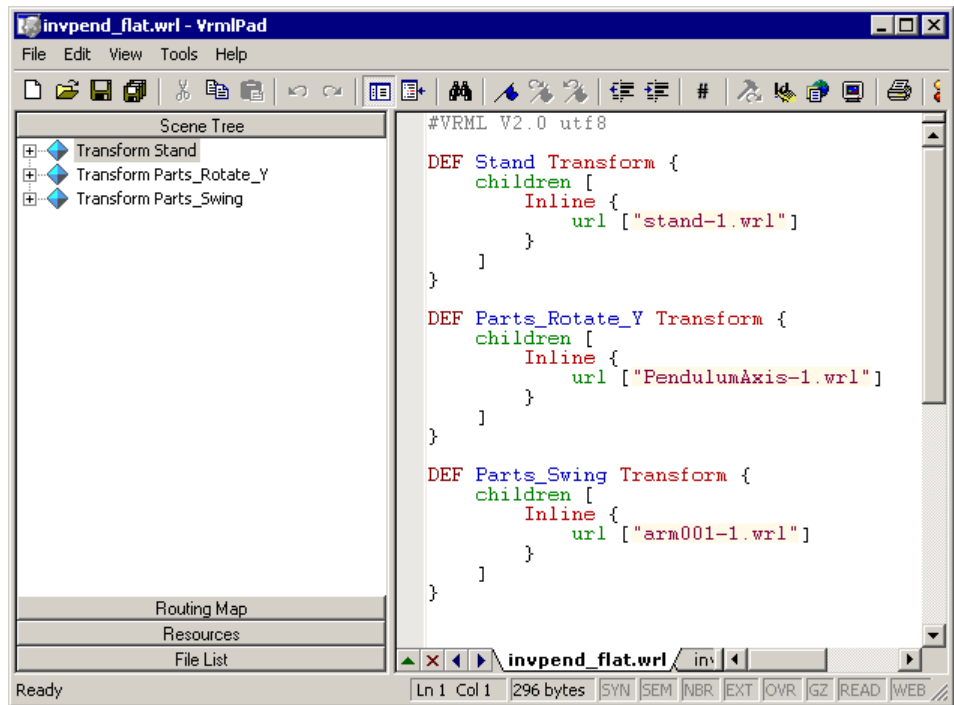 invpend_flat.wrl - VrmlPad
File Edit View Tools Help
#
Scene Tree
Transform Stand
Transform Parts_Rotate_Y
Transform Parts_Swing
Routing Map
Resources
File List
#VRML V2.0 utf8
DEF Stand Transform {
    children [
        Inline {
            url ["stand-1.wrl"]
        }
    ]
}
DEF Parts_Rotate_Y Transform {
    children [
        Inline {
            url ["PendulumAxis-1.wrl"]
        }
    ]
}
DEF Parts_Swing Transform {
    children [
        Inline {
            url ["arm001-1.wrl"]
        }
    ]
}
invpend_flat.wrl
Ready Ln 1 Col 1 296 bytes SYN SEM NBR EXT OVR GZ READ WEB